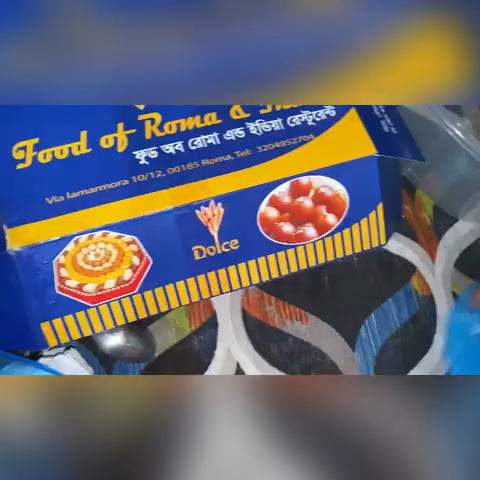 Food of Roma &
ফুড অব রোমা এন্ড ইন্ডিয়া রেস্টুরেন্ট
Via lamarmora 10/12, 00185 Roma, Tel: 3204952704
Dolce